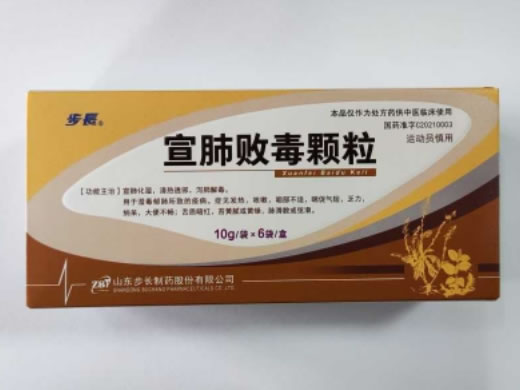 步长®
本品仅作为处方药供中医临床使用
国药准字C20210003
运动员慎用
宣肺败毒颗粒
Xuanfei Baidu Keli
【功能主治】宣肺化湿，清热透邪，泻肺解毒。
用于湿毒郁肺所致的疫病。症见发热，咳嗽，咽部不适，喘促气短，乏力，
纳呆，大便不畅；舌质暗红，苔黄腻或黄燥，脉滑数或弦滑。
10g/袋×6袋/盒
ZBT 山东步长制药股份有限公司
SHANDONG BUCHANG PHARMACEUTICALS CO., LTD.